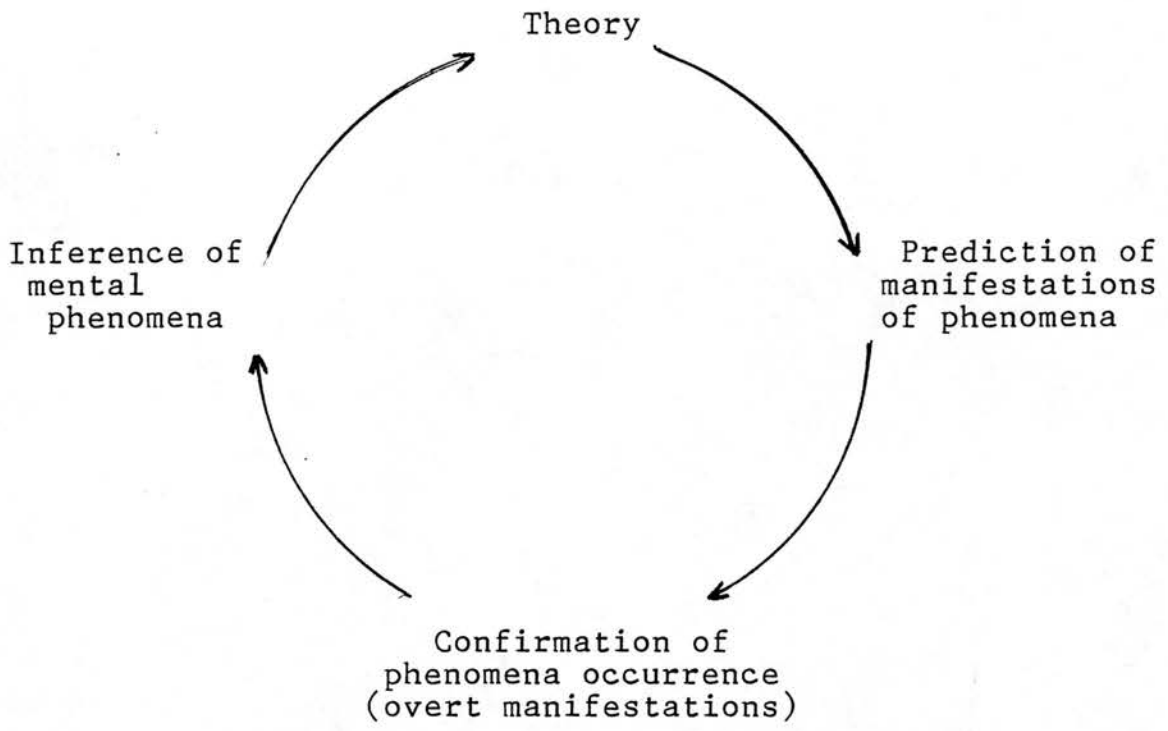 Theory
Prediction of
manifestations
of phenomena
Confirmation of
phenomena occurrence
(overt manifestations)
Inference of
mental
phenomena